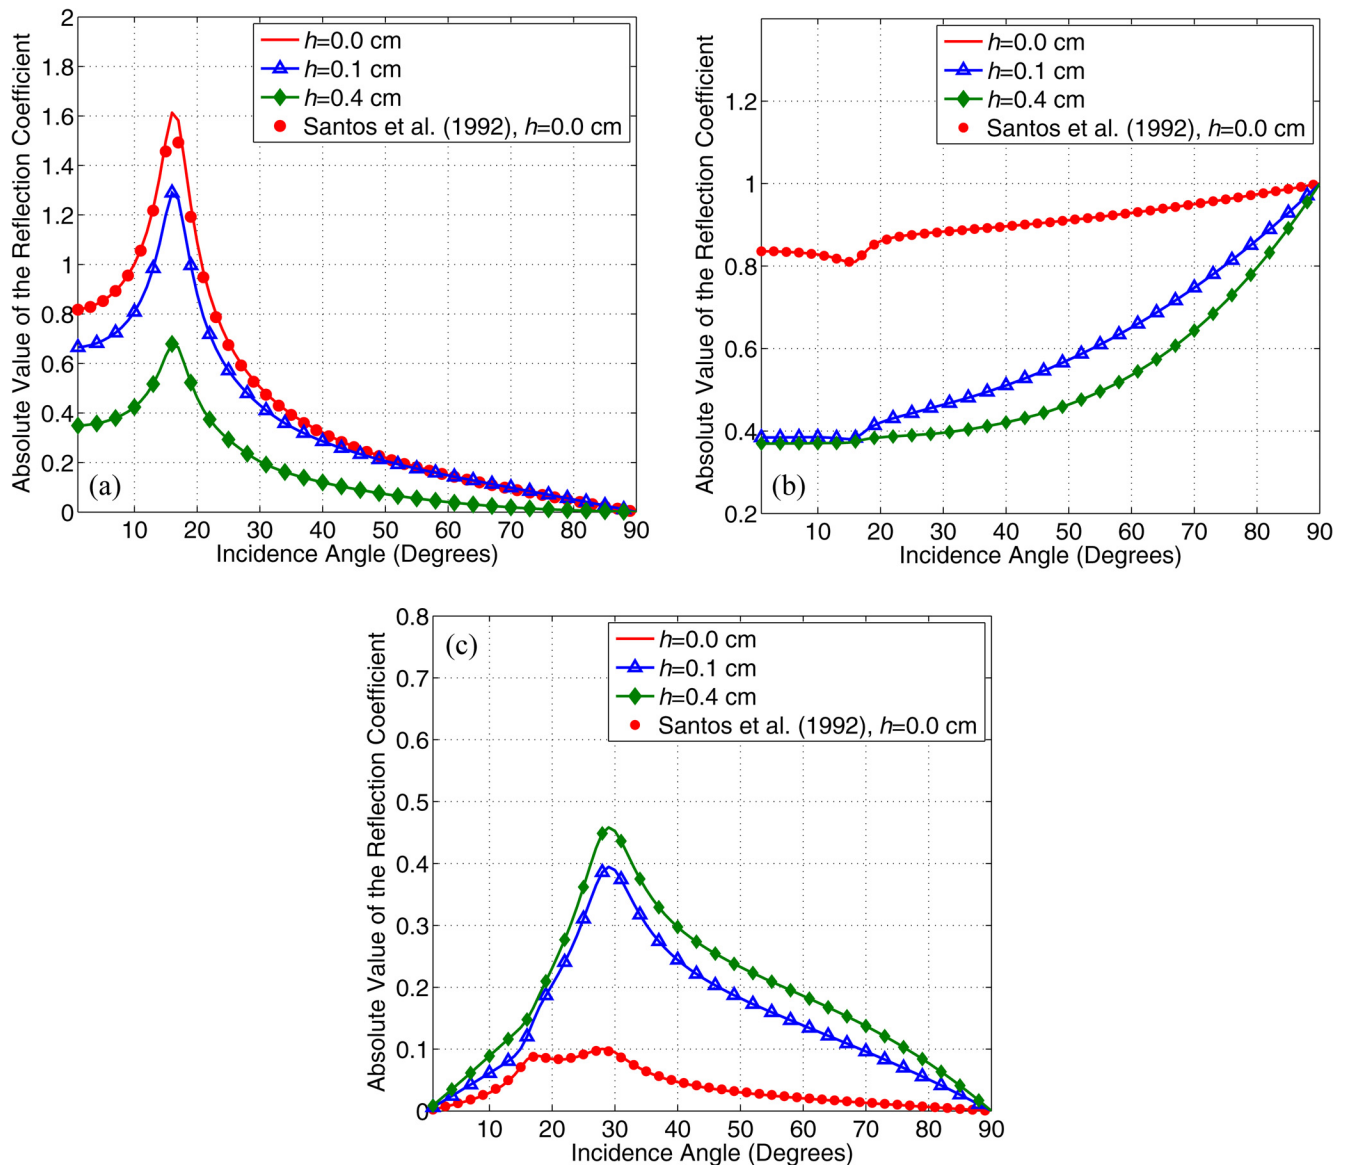 Absolute Value of the Reflection Coefficient
2
1.8
1.6
1.4
1.2
1
0.8
0.6
0.4
0.2
0
h=0.0 cm
h=0.1 cm
h=0.4 cm
Santos et al. (1992), h=0.0 cm
(a)
10 20 30 40 50 60 70 80 90
Incidence Angle (Degrees)
Absolute Value of the Reflection Coefficient
1.2
1
0.8
0.6
0.4
0.2
h=0.0 cm
h=0.1 cm
h=0.4 cm
Santos et al. (1992), h=0.0 cm
(b)
10 20 30 40 50 60 70 80 90
Incidence Angle (Degrees)
Absolute Value of the Reflection Coefficient
0.8
0.7
0.6
0.5
0.4
0.3
0.2
0.1
0
(c)
h=0.0 cm
h=0.1 cm
h=0.4 cm
Santos et al. (1992), h=0.0 cm
10 20 30 40 50 60 70 80 90
Incidence Angle (Degrees)